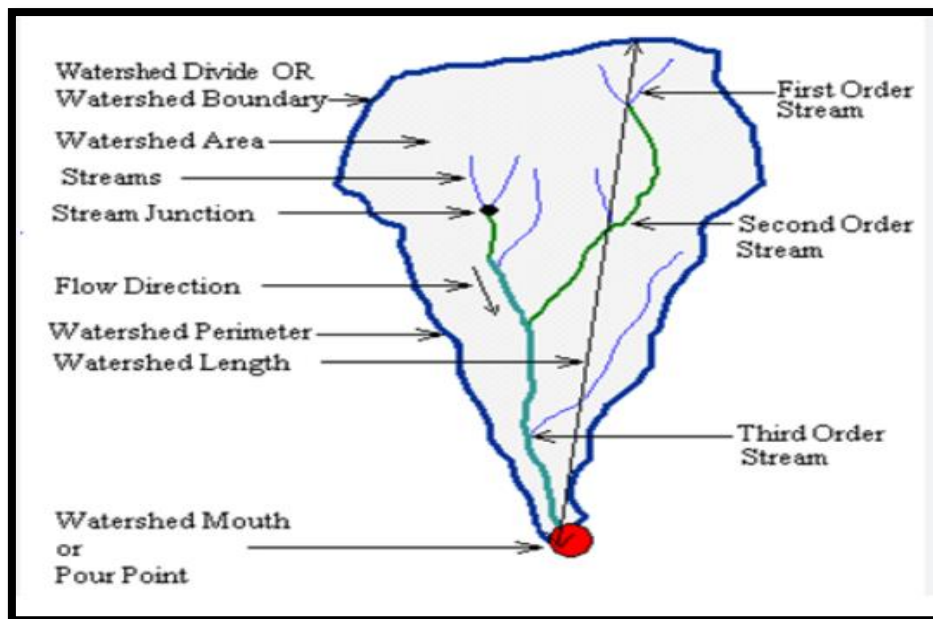 Watershed Divide OR
Watershed Boundary
Watershed Area
Streams
Stream Junction
Flow Direction
Watershed Perimeter
Watershed Length
Watershed Mouth
or
Pour Point
First Order
Stream
Second Order
Stream
Third Order
Stream